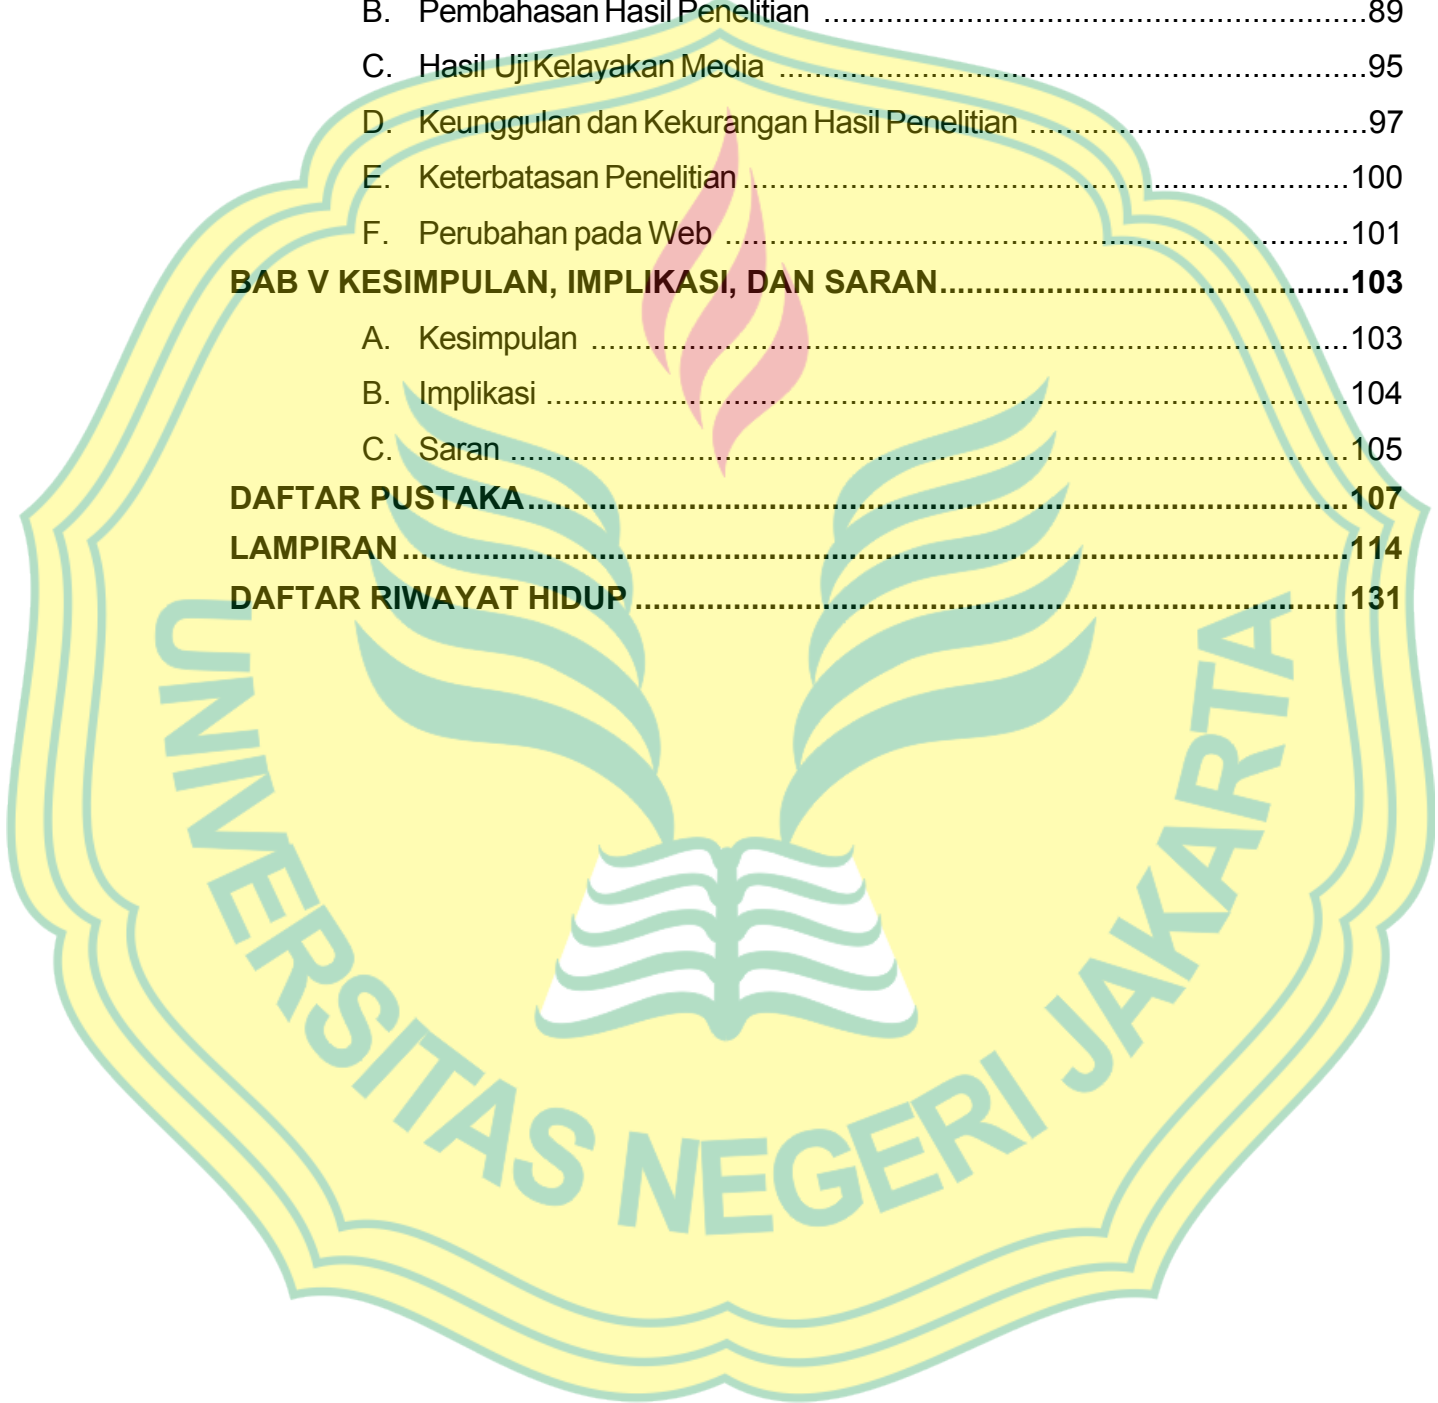 B. Pembahasan Hasil Penelitian ................................................................89
C. Hasil Uji Kelayakan Media ......................................................................95
D. Keunggulan dan Kekurangan Hasil Penelitian ........................................97
E. Keterbatasan Penelitian ........................................................................100
F. Perubahan pada Web ..........................................................................101
BAB V KESIMPULAN, IMPLIKASI, DAN SARAN.............................................103
A. Kesimpulan ..........................................................................................103
B. Implikasi ...............................................................................................104
C. Saran ...................................................................................................105
DAFTAR PUSTAKA..........................................................................................107
LAMPIRAN........................................................................................................114
DAFTAR RIWAYAT HIDUP ..............................................................................131
UNIVERSITAS NEGERI JAKARTA